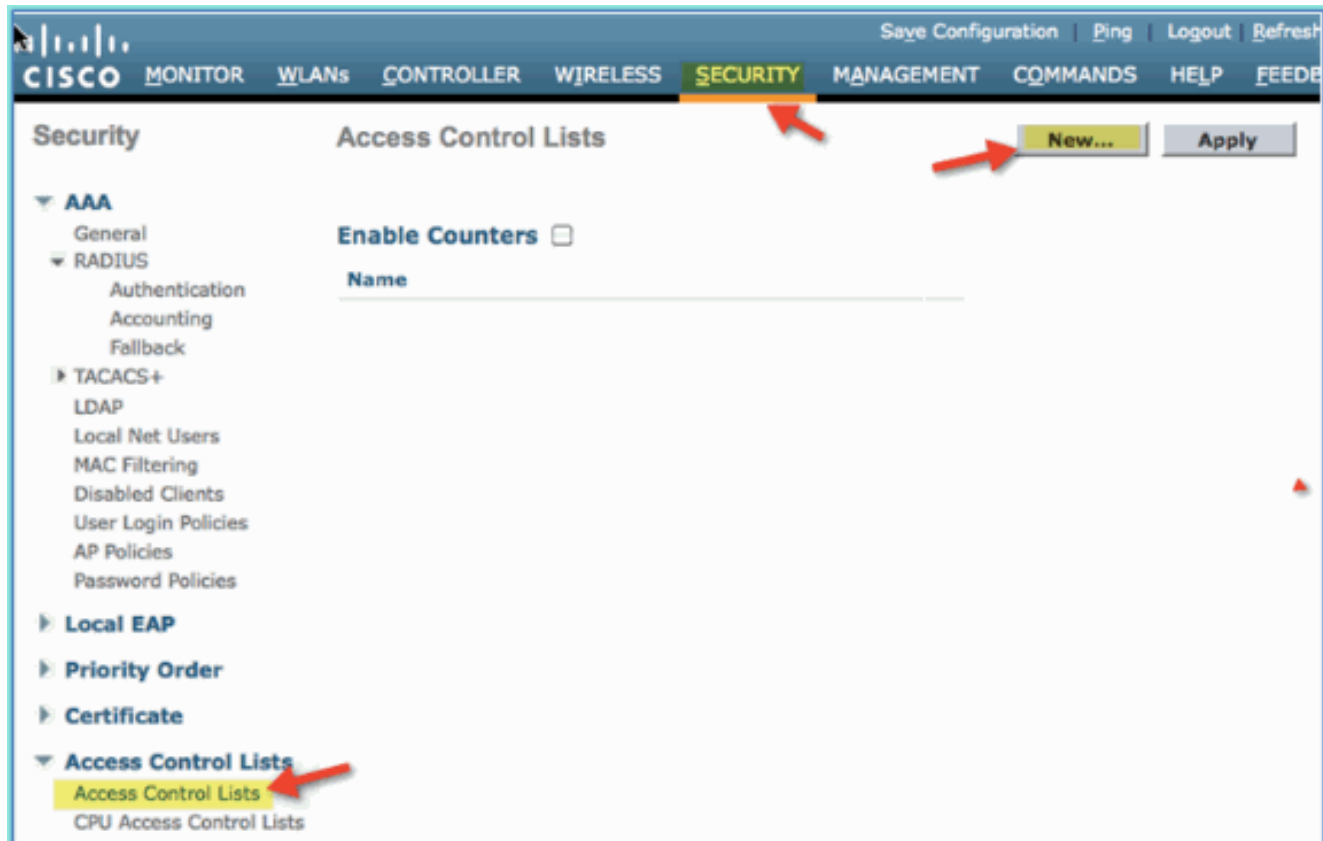 Save Configuration | Ping | Logout | Refresh
CISCO MONITOR WLANs CONTROLLER WIRELESS SECURITY MANAGEMENT COMMANDS HELP FEEDB
Security
Access Control Lists
New...
Apply
AAA
General
RADIUS
Authentication
Accounting
Fallback
TACACS+
LDAP
Local Net Users
MAC Filtering
Disabled Clients
User Login Policies
AP Policies
Password Policies
Local EAP
Priority Order
Certificate
Access Control Lists
Access Control Lists
CPU Access Control Lists
Enable Counters
Name